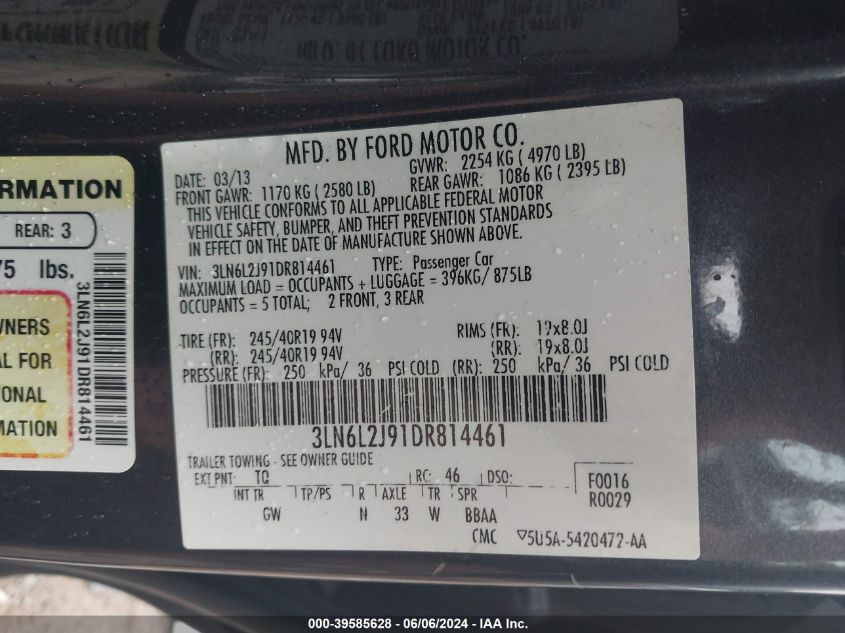 MFD. BY FORD MOTOR CO.
DATE: 03/13
GVWR: 2254 KG ( 4970 LB)
FRONT GAWR: 1170 KG ( 2580 LB)
REAR GAWR: 1086 KG ( 2395 LB)
THIS VEHICLE CONFORMS TO ALL APPLICABLE FEDERAL MOTOR
VEHICLE SAFETY, BUMPER, AND THEFT PREVENTION STANDARDS
IN EFFECT ON THE DATE OF MANUFACTURE SHOWN ABOVE.
VIN: 3LN6L2J91DR814461 TYPE: Passenger Car
MAXIMUM LOAD = OCCUPANTS + LUGGAGE = 396KG/ 875LB
OCCUPANTS = 5 TOTAL; 2 FRONT, 3 REAR
TIRE (FR): 245/40R19 94V RIMS (FR): 19x8.0J
(RR): 245/40R19 94V (RR): 19x8.0J
PRESSURE (FR): 250 kPa/ 36 PSI COLD (RR): 250 kPa/ 36 PSI COLD
3LN6L2J91DR814461
TRAILER TOWING - SEE OWNER GUIDE
EXT PNT: TQ RC: 46 DSO:
INT TR TP/PS R AXLE TR SPR
GW N 33 W BBAA
F0016
R0029
CMC ▽5U5A-5420472-AA
RMATION
REAR: 3
75 lbs.
WNERS
AL FOR
IONAL
MATION
3LN6L2J91DR814461
MFD. BY FORD MOTOR CO.
000-39585628 - 06/06/2024 - IAA Inc.